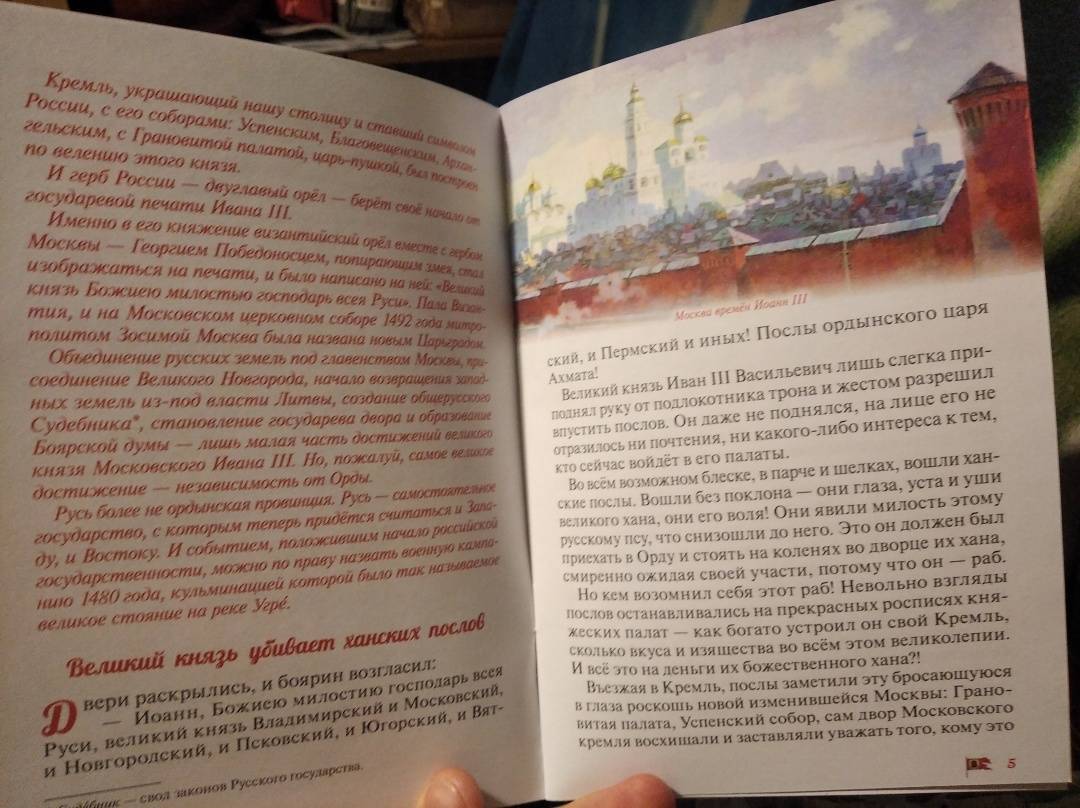 Кремль, украшающий нашу столицу и ставший символом
России, с его соборами: Успенским, Благовещенским, Архан-
гельским, с Грановитой палатой, царь-пушкой, был построен
по велению этого князя.
И герб России — двуглавый орёл — берёт своё начало от
государевой печати Ивана III.
Именно в его княжение византийский орёл вместе с гербом
Москвы — Георгием Победоносцем, попирающим змея, стал
изображаться на печати, и было написано на ней: «Великий
князь Божиею милостью господарь всея Руси». Пала Визан-
тия, и на Московском церковном соборе 1492 года митро-
политом Зосимой Москва была названа новым Царьградом.
Объединение русских земель под главенством Москвы, при-
соединение Великого Новгорода, начало возвращения запад-
ных земель из-под власти Литвы, создание общерусского
Судебника*, становление государева двора и образование
Боярской думы — лишь малая часть достижений великого
князя Московского Ивана III. Но, пожалуй, самое великое
достижение — независимость от Орды.
Русь более не ордынская провинция. Русь — самостоятельное
государство, с которым теперь придётся считаться и Запа-
ду, и Востоку. И событием, положившим начало российской
государственности, можно по праву назвать военную кампа-
нию 1480 года, кульминацией которой было так называемое
великое стояние на реке Угре́.
Великий князь убивает ханских послов
Двери раскрылись, и боярин возгласил:
— Иоанн, Божиею милостию господарь всея
Руси, великий князь Владимирский и Московский,
и Новгородский, и Псковский, и Югорский, и Вят-
Суде́бник — свод законов Русского государства.
Москва времён Иоанн III
ский, и Пермский и иных! Послы ордынского царя
Ахмата!
Великий князь Иван III Васильевич лишь слегка при-
поднял руку от подлокотника трона и жестом разрешил
впустить послов. Он даже не поднялся, на лице его не
отразилось ни почтения, ни какого-либо интереса к тем,
кто сейчас войдёт в его палаты.
Во всём возможном блеске, в парче и шелках, вошли хан-
ские послы. Вошли без поклона — они глаза, уста и уши
великого хана, они его воля! Они явили милость этому
русскому псу, что снизошли до него. Это он должен был
приехать в Орду и стоять на коленях во дворце их хана,
смиренно ожидая своей участи, потому что он — раб.
Но кем возомнил себя этот раб! Невольно взгляды
послов останавливались на прекрасных росписях кня-
жеских палат — как богато устроил он свой Кремль,
сколько вкуса и изящества во всём этом великолепии.
И всё это на деньги их божественного хана?!
Въезжая в Кремль, послы заметили эту бросающуюся
в глаза роскошь новой изменившейся Москвы: Грано-
витая палата, Успенский собор, сам двор Московского
кремля восхищали и заставляли уважать того, кому это
5